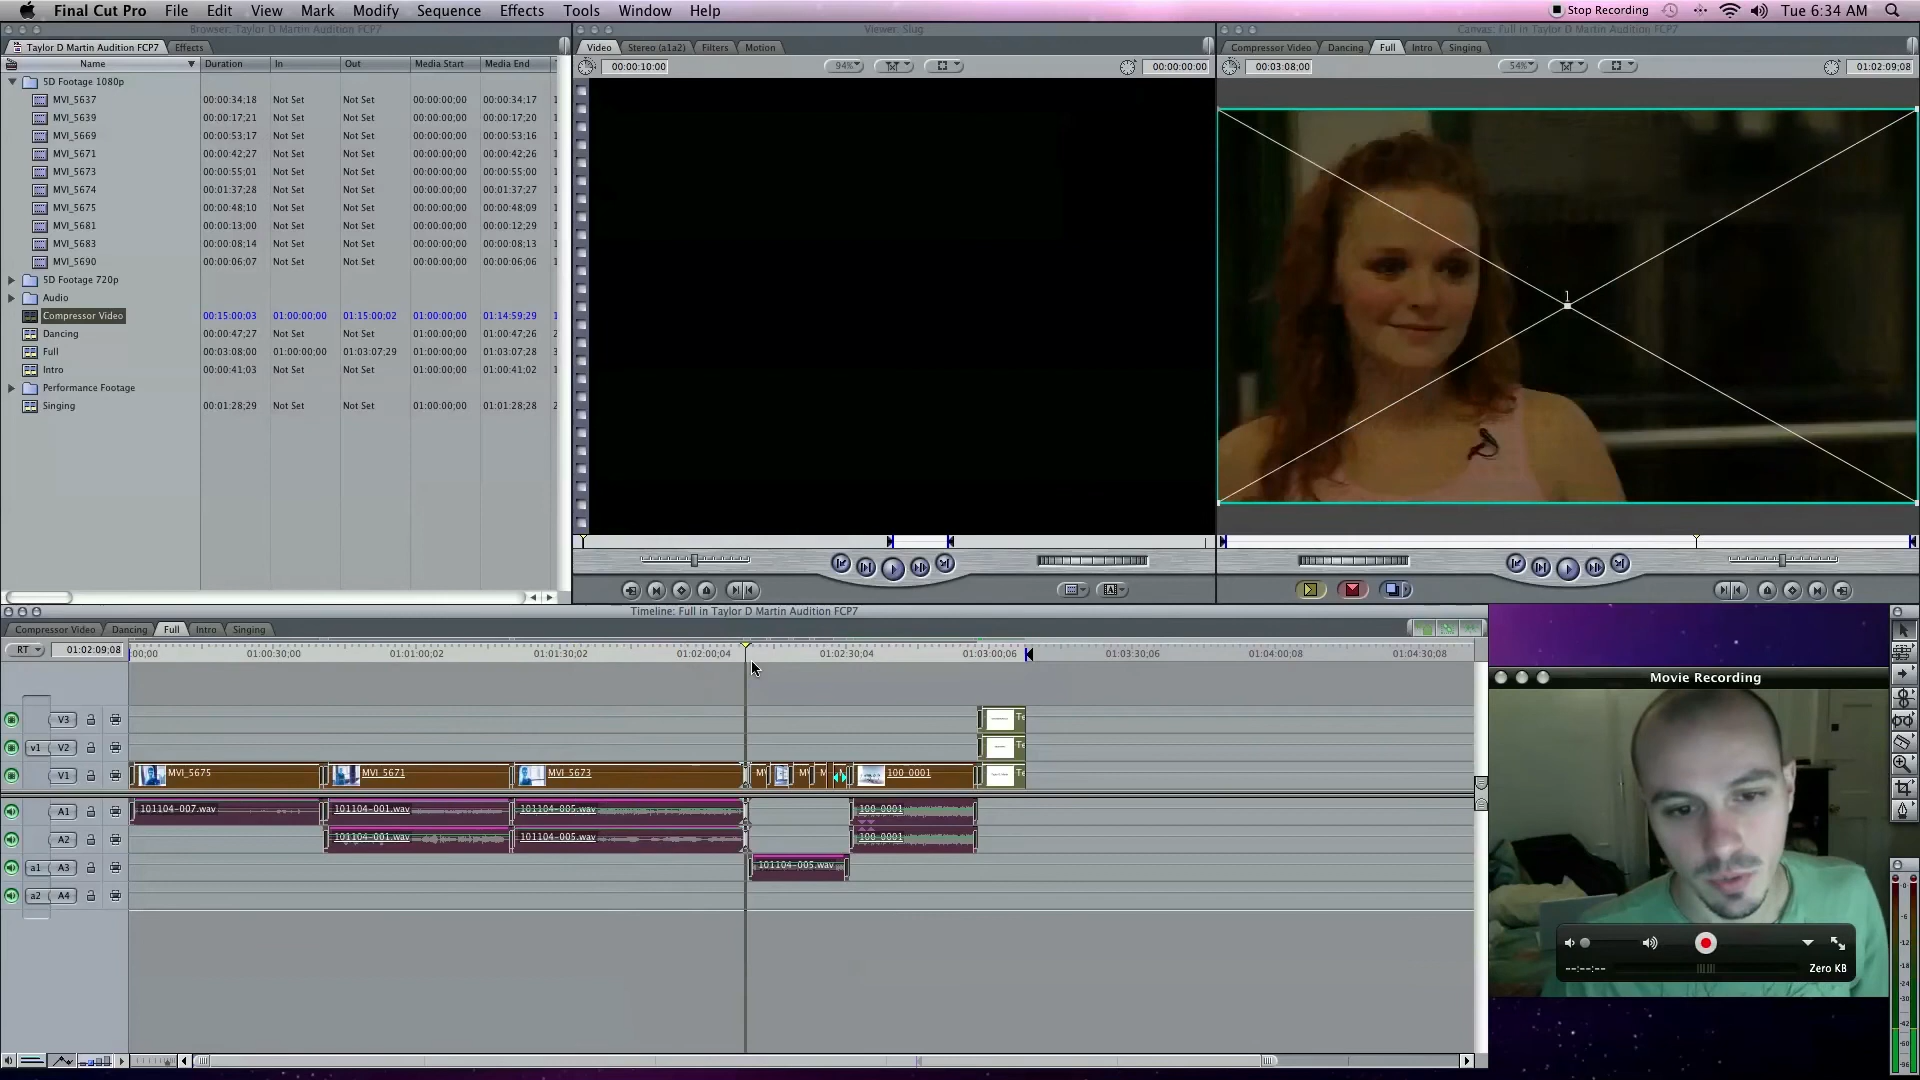 Final Cut Pro File Edit View Mark Modify Sequence Effects Tools Window Help Stop Recording Tue 6:34 AM
Browser: Taylor D Martin Audition FCP7 Viewer: Slug Canvas: Full in Taylor D Martin Audition FCP7
Taylor D Martin Audition FCP7 Effects Video Stereo (a1a2) Filters Motion Compressor Video Dancing Full Intro Singing
Name Duration In Out Media Start Media End 00:00:10:00 94% 00:00:00:00 00:03:08;00 54% 01:02:09;08
5D Footage 1080p
MVI_5637 00:00:34;18 Not Set Not Set 00:00:00;00 00:00:34;17
MVI_5639 00:00:17;21 Not Set Not Set 00:00:00;00 00:00:17;20
MVI_5669 00:00:53;17 Not Set Not Set 00:00:00;00 00:00:53;16
MVI_5671 00:00:42;27 Not Set Not Set 00:00:00;00 00:00:42;26
MVI_5673 00:00:55;01 Not Set Not Set 00:00:00;00 00:00:55;00
MVI_5674 00:01:37;28 Not Set Not Set 00:00:00;00 00:01:37;27
MVI_5675 00:00:48;10 Not Set Not Set 00:00:00;00 00:00:48;09
MVI_5681 00:00:13;00 Not Set Not Set 00:00:00;00 00:00:12;29
MVI_5683 00:00:08;14 Not Set Not Set 00:00:00;00 00:00:08;13
MVI_5690 00:00:06;07 Not Set Not Set 00:00:00;00 00:00:06;06
5D Footage 720p
Audio
Compressor Video 00:15:00;03 01:00:00;00 01:15:00;02 01:00:00;00 01:14:59;29
Dancing 00:00:47;27 Not Set Not Set 01:00:00;00 01:00:47;26
Full 00:03:08;00 01:00:00;00 01:03:07;29 01:00:00;00 01:03:07;28
Intro 00:00:41;03 Not Set Not Set 01:00:00;00 01:00:41;02
Performance Footage
Singing 00:01:28;29 Not Set Not Set 01:00:00;00 01:01:28;28
1
Timeline: Full in Taylor D Martin Audition FCP7
Compressor Video Dancing Full Intro Singing
RT 01:02:09;08 00;00 01:00:30;00 01:01:00;02 01:01:30;02 01:02:00;04 01:02:30;04 01:03:00;06 01:03:30;06 01:04:00;08 01:04:30;08
V3 Te
v1 V2 Te
V1 MVI_5675 MVI_5671 MVI_5673 100_0001 Te
A1 101104-007.wav 101104-001.wav 101104-005.wav 100_0001
A2 101104-001.wav 101104-005.wav 100_0001
a1 A3 101104-005.wav
a2 A4
Movie Recording
--:--:-- Zero KB